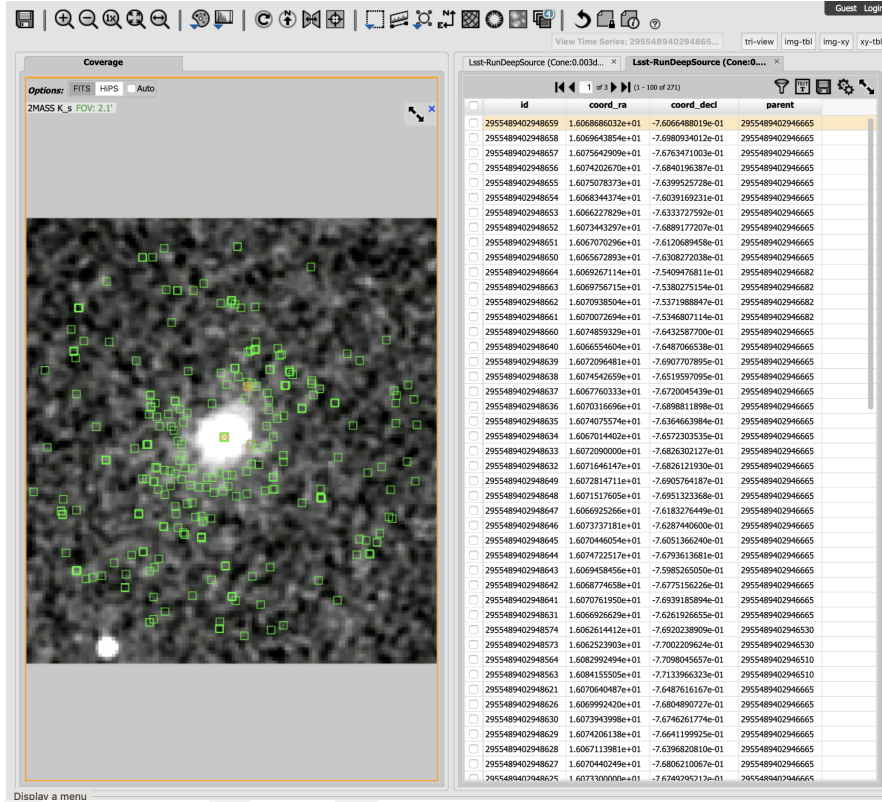 Guest Login
View Time Series: 295548940294865...
tri-view img-tbl img-xy xy-tbl
Coverage
Lsst-RunDeepSource (Cone:0.003d... × Lsst-RunDeepSource (Cone:0.... ×
Options: FITS HiPS Auto
1 of 3 (1 - 100 of 271)
TEXT
2MASS K_s FOV: 2.1'
id coord_ra coord_decl parent
2955489402948659 1.6068686032e+01 -7.6066488019e-01 2955489402946665
2955489402948658 1.6069643854e+01 -7.6980934012e-01 2955489402946665
2955489402948657 1.6075642909e+01 -7.6763471003e-01 2955489402946665
2955489402948656 1.6074202670e+01 -7.6840196387e-01 2955489402946665
2955489402948655 1.6075078373e+01 -7.6399525728e-01 2955489402946665
2955489402948654 1.6068344374e+01 -7.6039169231e-01 2955489402946665
2955489402948653 1.6066227829e+01 -7.6333727592e-01 2955489402946665
2955489402948652 1.6073443297e+01 -7.6889177207e-01 2955489402946665
2955489402948651 1.6067070296e+01 -7.6120689458e-01 2955489402946665
2955489402948650 1.6065672893e+01 -7.6308272038e-01 2955489402946665
2955489402948664 1.6069267114e+01 -7.5409476811e-01 2955489402946682
2955489402948663 1.6069756715e+01 -7.5380275154e-01 2955489402946682
2955489402948662 1.6070938504e+01 -7.5371988847e-01 2955489402946682
2955489402948661 1.6070072694e+01 -7.5346807114e-01 2955489402946682
2955489402948660 1.6074859329e+01 -7.6432587700e-01 2955489402946665
2955489402948640 1.6066554604e+01 -7.6487066538e-01 2955489402946665
2955489402948639 1.6072096481e+01 -7.6907707895e-01 2955489402946665
2955489402948638 1.6074542659e+01 -7.6519597095e-01 2955489402946665
2955489402948637 1.6067760333e+01 -7.6720045439e-01 2955489402946665
2955489402948636 1.6070316696e+01 -7.6898811898e-01 2955489402946665
2955489402948635 1.6074075574e+01 -7.6364663984e-01 2955489402946665
2955489402948634 1.6067014402e+01 -7.6572303535e-01 2955489402946665
2955489402948633 1.6072090000e+01 -7.6826302127e-01 2955489402946665
2955489402948632 1.6071646147e+01 -7.6826121930e-01 2955489402946665
2955489402948649 1.6072814711e+01 -7.6905764187e-01 2955489402946665
2955489402948648 1.6071517605e+01 -7.6951323368e-01 2955489402946665
2955489402948647 1.6066925266e+01 -7.6183276449e-01 2955489402946665
2955489402948646 1.6073737181e+01 -7.6287440600e-01 2955489402946665
2955489402948645 1.6070446054e+01 -7.6051366240e-01 2955489402946665
2955489402948644 1.6074722517e+01 -7.6793613681e-01 2955489402946665
2955489402948643 1.6069458456e+01 -7.5985265050e-01 2955489402946665
2955489402948642 1.6068774658e+01 -7.6775156226e-01 2955489402946665
2955489402948641 1.6070761950e+01 -7.6939185894e-01 2955489402946665
2955489402948631 1.6066926629e+01 -7.6261926655e-01 2955489402946665
2955489402948574 1.6062614412e+01 -7.6920238909e-01 2955489402946530
2955489402948573 1.6062523903e+01 -7.7002209624e-01 2955489402946530
2955489402948564 1.6082992494e+01 -7.7098045657e-01 2955489402946510
2955489402948563 1.6084155505e+01 -7.7133966323e-01 2955489402946510
2955489402948621 1.6070640487e+01 -7.6487616167e-01 2955489402946665
2955489402948626 1.6069992420e+01 -7.6804890727e-01 2955489402946665
2955489402948630 1.6074394399​8e+01 -7.6746261774e-01 2955489402946665
2955489402948629 1.6074206138e+01 -7.6641199925e-01 2955489402946665
2955489402948628 1.6067113981e+01 -7.6396820810e-01 2955489402946665
2955489402948627 1.6070440249e+01 -7.6806210067e-01 2955489402946665
2955489402948625 1.6073300000e+01 -7.6749295212e-01 2955489402946665
Display a menu